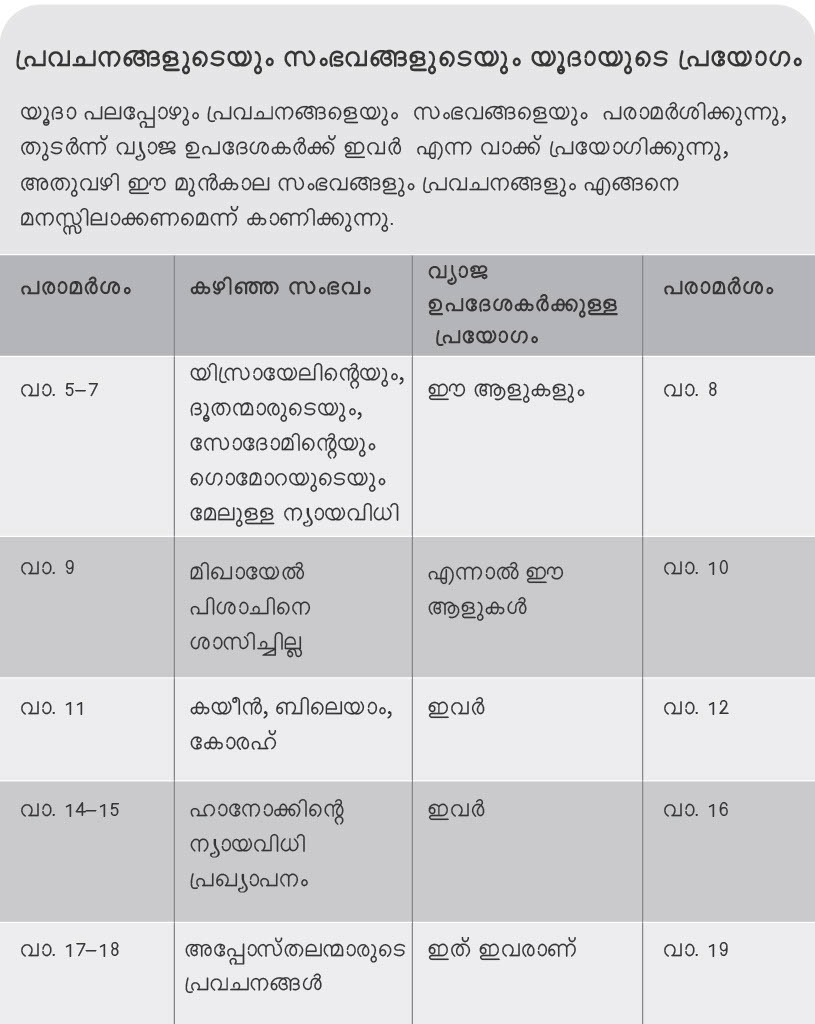 പ്രവചനങ്ങളുടെയും സംഭവങ്ങളുടെയും യൂദായുടെ പ്രയോഗം
യൂദാ പലപ്പോഴും പ്രവചനങ്ങളെയും സംഭവങ്ങളെയും പരാമർശിക്കുന്നു,
തുടർന്ന് വ്യാജ ഉപദേശകർക്ക് ഇവർ എന്ന വാക്ക് പ്രയോഗിക്കുന്നു,
അതുവഴി ഈ മുൻകാല സംഭവങ്ങളും പ്രവചനങ്ങളും എങ്ങനെ
മനസ്സിലാക്കണമെന്ന് കാണിക്കുന്നു.
പരാമർശം
കഴിഞ്ഞ സംഭവം
വ്യാജ
ഉപദേശകർക്കുള്ള
പ്രയോഗം
പരാമർശം
വാ. 5–7
യിസ്രായേലിന്റെയും,
ദൂതന്മാരുടെയും,
സോദോമിന്റെയും
ഗൊമോറയുടെയും
മേലുള്ള ന്യായവിധി
ഈ ആളുകളും
വാ. 8
വാ. 9
മിഖായേൽ
പിശാചിനെ
ശാസിച്ചില്ല
എന്നാൽ ഈ
ആളുകൾ
വാ. 10
വാ. 11
കയീൻ, ബിലെയാം,
കോരഹ്
ഇവർ
വാ. 12
വാ. 14–15
ഹാനോക്കിന്റെ
ന്യായവിധി
പ്രഖ്യാപനം
ഇവർ
വാ. 16
വാ. 17–18
അപ്പോസ്തലന്മാരുടെ
പ്രവചനങ്ങൾ
ഇത് ഇവരാണ്
വാ. 19